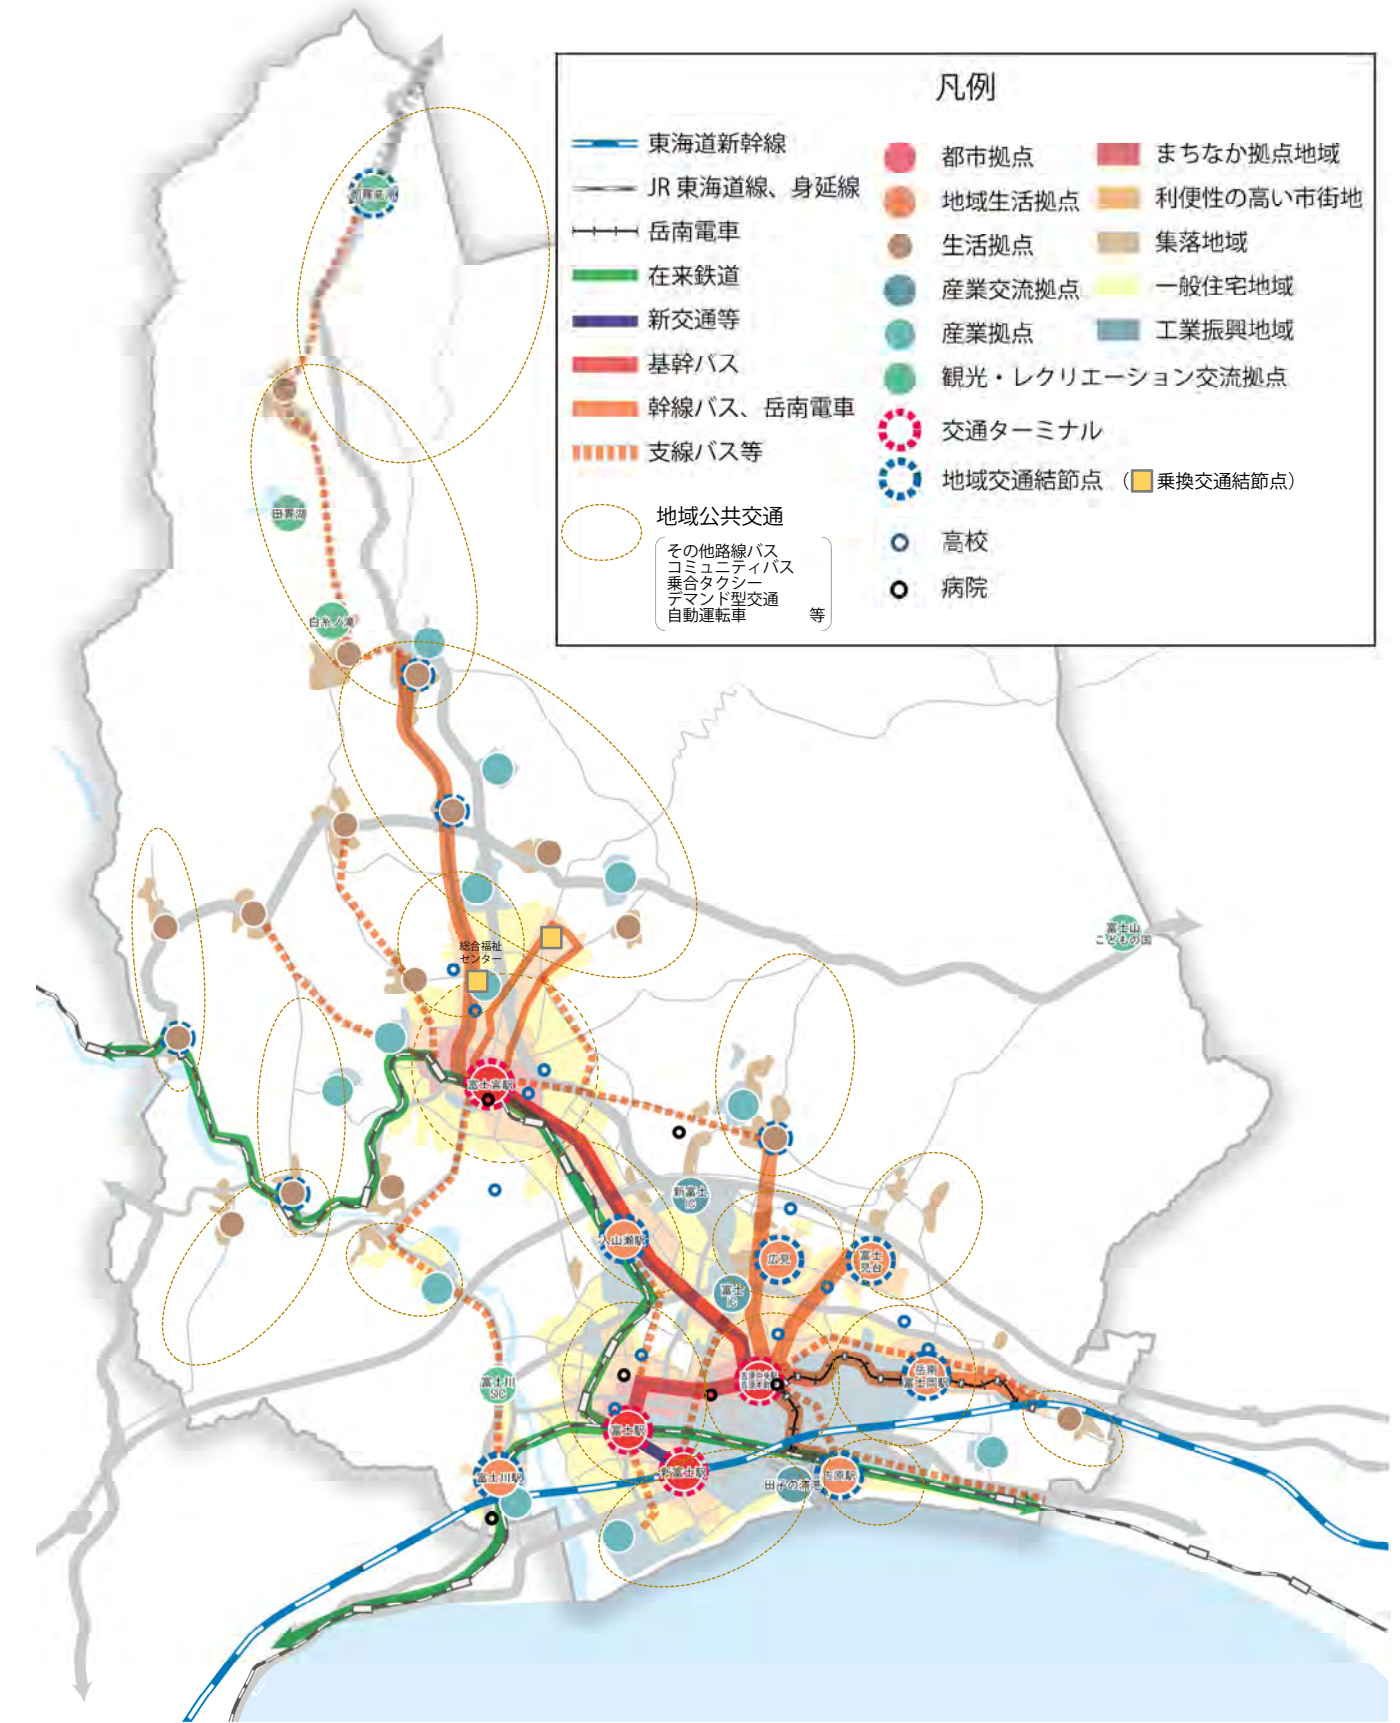 凡例
東海道新幹線
JR 東海道線、身延線
岳南電車
在来鉄道
新交通等
基幹バス
幹線バス、岳南電車
支線バス等
地域公共交通
その他路線バス
コミュニティバス
乗合タクシー
デマンド型交通
自動運転車 等
都市拠点
地域生活拠点
生活拠点
産業交流拠点
産業拠点
観光・レクリエーション交流拠点
交通ターミナル
地域交通結節点 (乗換交通結節点)
高校
病院
まちなか拠点地域
利便性の高い市街地
集落地域
一般住宅地域
工業振興地域
朝霧高原
田貫湖
白糸ノ滝
総合福祉
センター
富士山
こどもの国
富士宮駅
新富士
IC
入山瀬駅
広見
富士
見台
富士
IC
富士川
SIC
岳南
富士岡駅
富士駅
新富士駅
富士川駅
田子の浦港
吉原駅